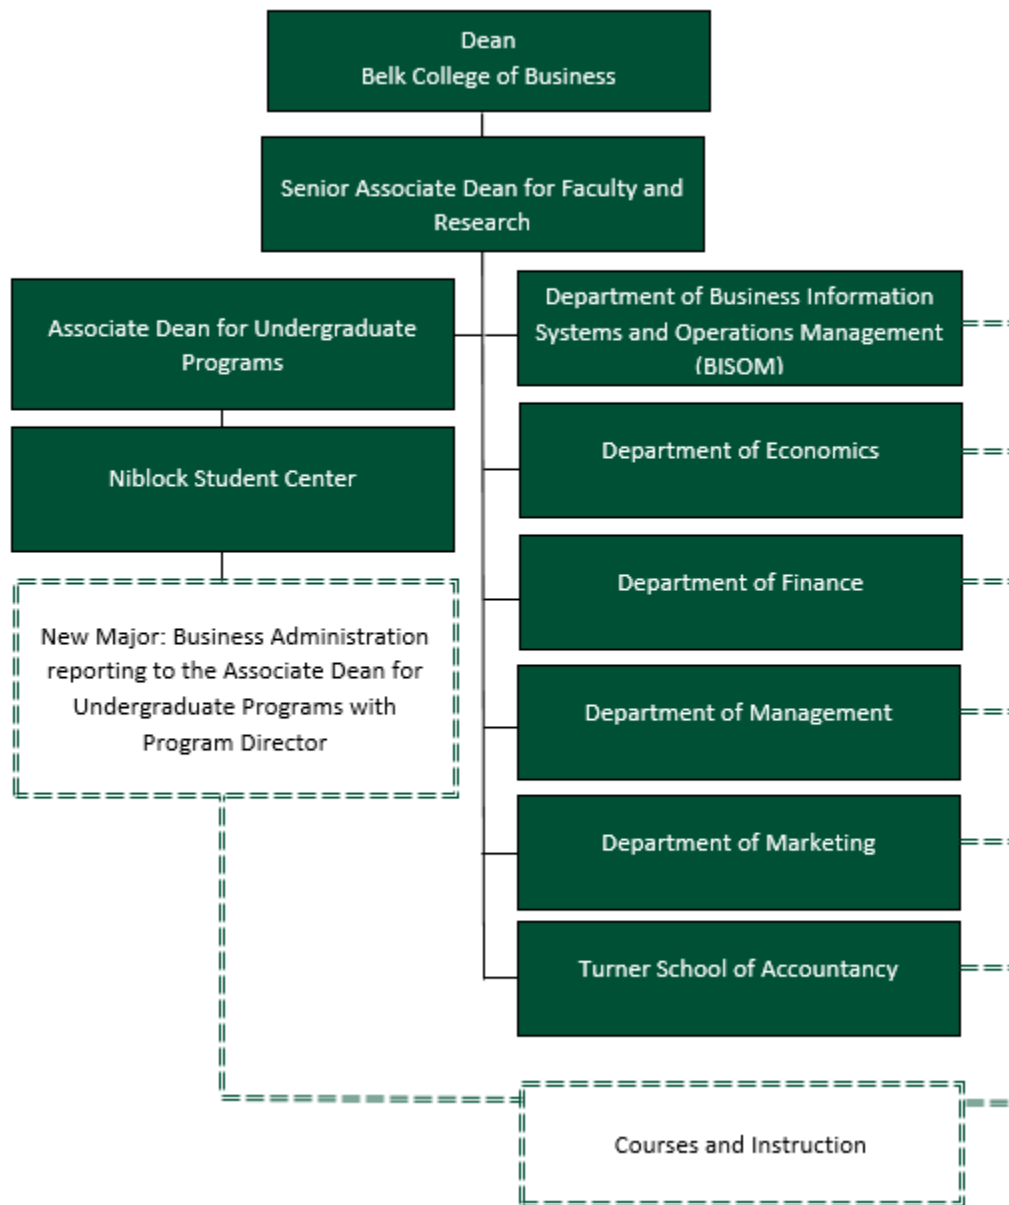 Dean
Belk College of Business
Senior Associate Dean for Faculty and
Research
Associate Dean for Undergraduate
Programs
Niblock Student Center
New Major: Business Administration
reporting to the Associate Dean for
Undergraduate Programs with
Program Director
Department of Business Information
Systems and Operations Management
(BISOM)
Department of Economics
Department of Finance
Department of Management
Department of Marketing
Turner School of Accountancy
Courses and Instruction